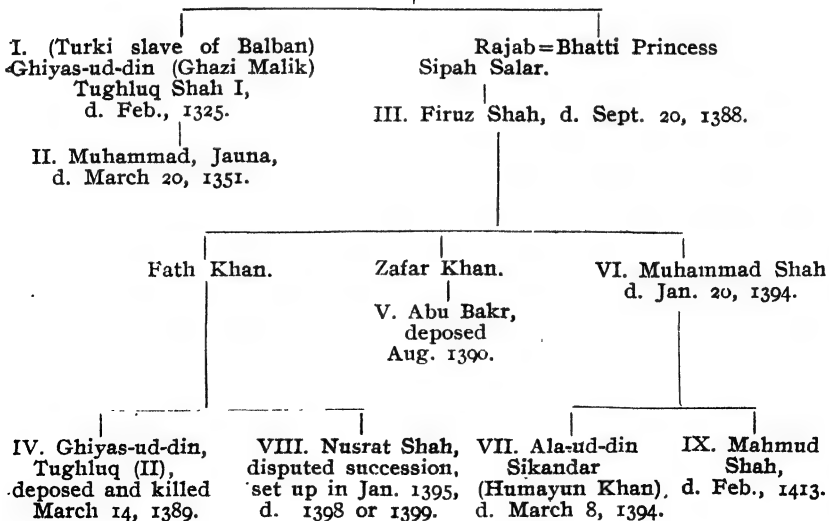 I. (Turki slave of Balban)
Ghiyas-ud-din (Ghazi Malik)
Tughluq Shah I,
d. Feb., 1325.
Rajab=Bhatti Princess
Sipah Salar.
II. Muhammad, Jauna,
d. March 20, 1351.
III. Firuz Shah, d. Sept. 20, 1388.
Fath Khan.
Zafar Khan.
V. Abu Bakr,
deposed
Aug. 1390.
VI. Muhammad Shah
d. Jan. 20, 1394.
IV. Ghiyas-ud-din,
Tughluq (II),
deposed and killed
March 14, 1389.
VIII. Nusrat Shah,
disputed succession,
set up in Jan. 1395,
d. 1398 or 1399.
VII. Ala-ud-din
Sikandar
(Humayun Khan),
d. March 8, 1394.
IX. Mahmud
Shah,
d. Feb., 1413.